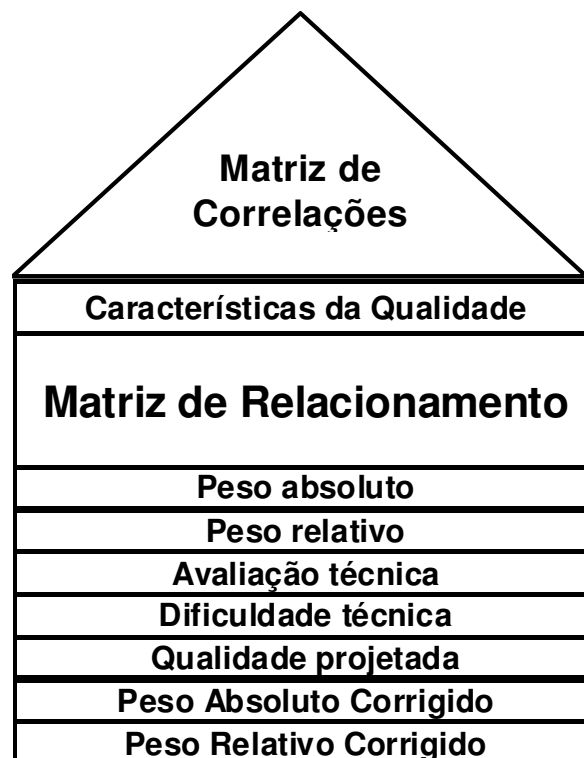 Matriz de
Correlações
Características da Qualidade
Matriz de Relacionamento
Peso absoluto
Peso relativo
Avaliação técnica
Dificuldade técnica
Qualidade projetada
Peso Absoluto Corrigido
Peso Relativo Corrigido